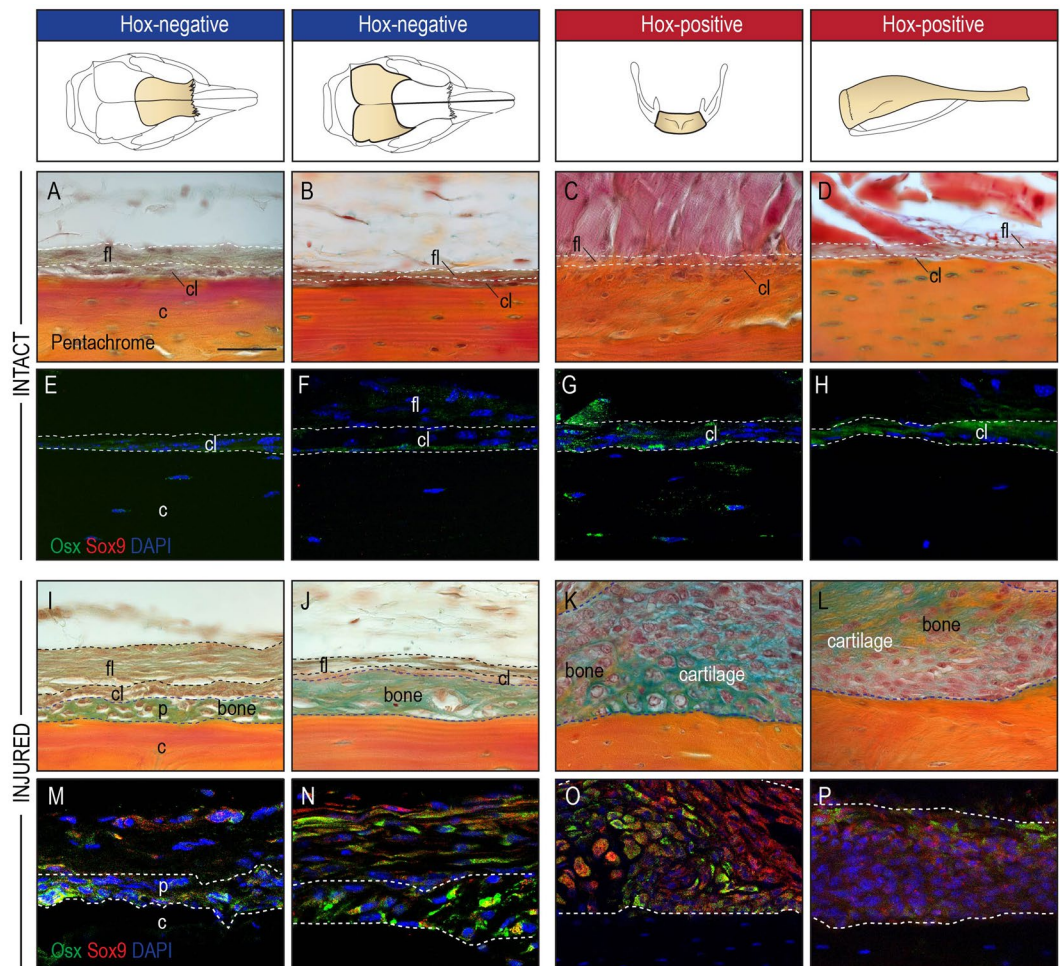 Hox-negative
Hox-negative
Hox-positive
Hox-positive
INTACT
A
fl
cl
c
Pentachrome
B
fl
cl
C
fl
cl
D
fl
cl
E
cl
c
Osx Sox9 DAPI
F
fl
cl
G
cl
H
cl
INJURED
I
fl
cl
p
bone
c
J
fl
cl
bone
K
bone
cartilage
L
bone
cartilage
M
p
c
Osx Sox9 DAPI
N
O
P